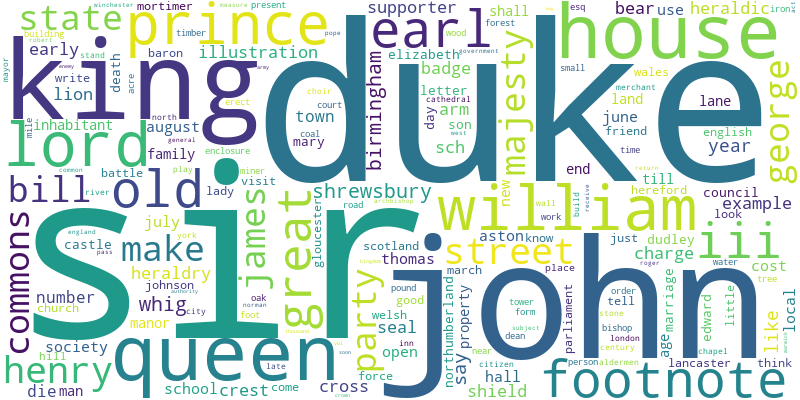 winchester measure present mortimer supporter shall esq iron act
building robert prince earl forest bear use heraldic
state timber pope wood house
mayor early baron illustration elizabeth government small
stand write death badge
enemy army lion acre birmingham letter majesty wales george
king duke merchant
north erect choir cathedral land lane
mile inhabitant august town court day arm june
lord general coal son friend english
common battle family mary sch west time year
enclosure miner end till return
bill play old lady visit shrewsbury new hereford council
river great william wall build receive example
july archbishop road work look
sir james gloucester
england castle york scotland aston know just dudley iii
pass make thomas street charge water cost
commons heraldry party march place tree
number johnson oak pound order roger
whig norman good tower tell marriage like
church city welsh form local
manor authority foot seal northumberland property parliament stone edward little
society queen inn open say subject bishop london
hill late soon near dean john century age chapel
henry force citizen person aldermen lancaster think
die man school crest come cross hall shield footnote